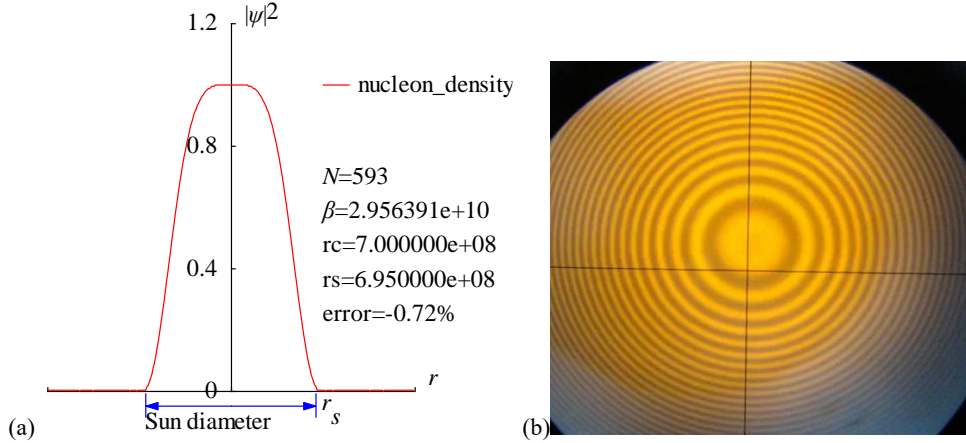 |ψ|2
1.2
nucleon_density
0.8
N=593
β=2.956391e+10
rc=7.000000e+08
0.4
rs=6.950000e+08
error=-0.72%
0
r
rs
Sun diameter
(a)
(b)